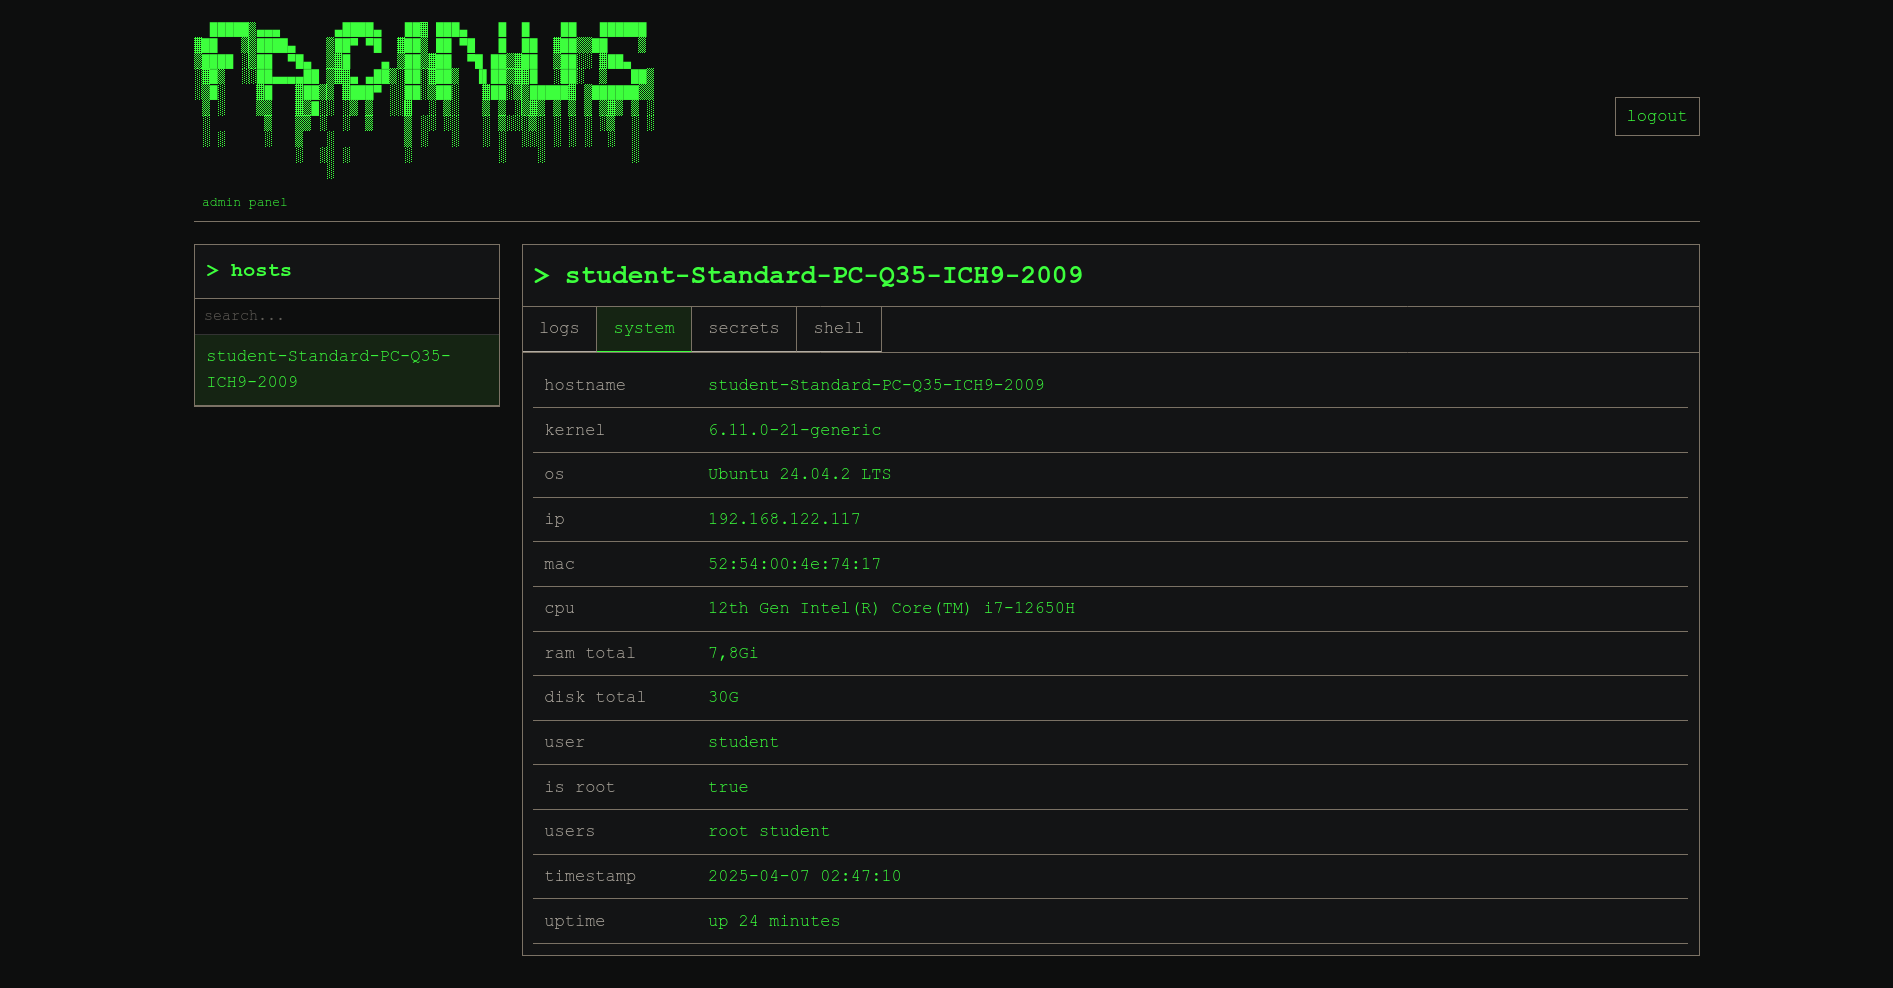 logout
admin panel
> hosts
search...
student-Standard-PC-Q35-
ICH9-2009
> student-Standard-PC-Q35-ICH9-2009
logs system secrets shell
hostname student-Standard-PC-Q35-ICH9-2009
kernel 6.11.0-21-generic
os Ubuntu 24.04.2 LTS
ip 192.168.122.117
mac 52:54:00:4e:74:17
cpu 12th Gen Intel(R) Core(TM) i7-12650H
ram total 7,8Gi
disk total 30G
user student
is root true
users root student
timestamp 2025-04-07 02:47:10
uptime up 24 minutes